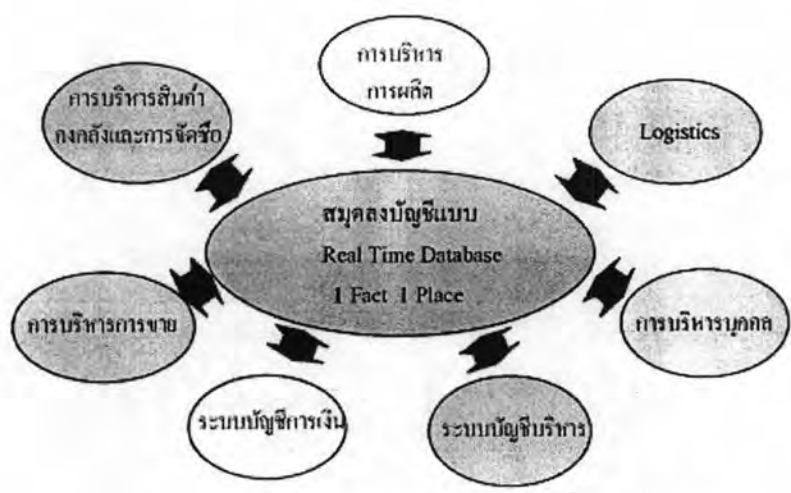 การบริหาร
การผลิต
การบริหารสินค้า
คงคลังและการจัดซื้อ
Logistics
สมุดลงบัญชีแบบ
Real Time Database
1 Fact 1 Place
การบริหารการขาย
การบริหารบุคคล
ระบบบัญชีการเงิน
ระบบบัญชีบริหาร